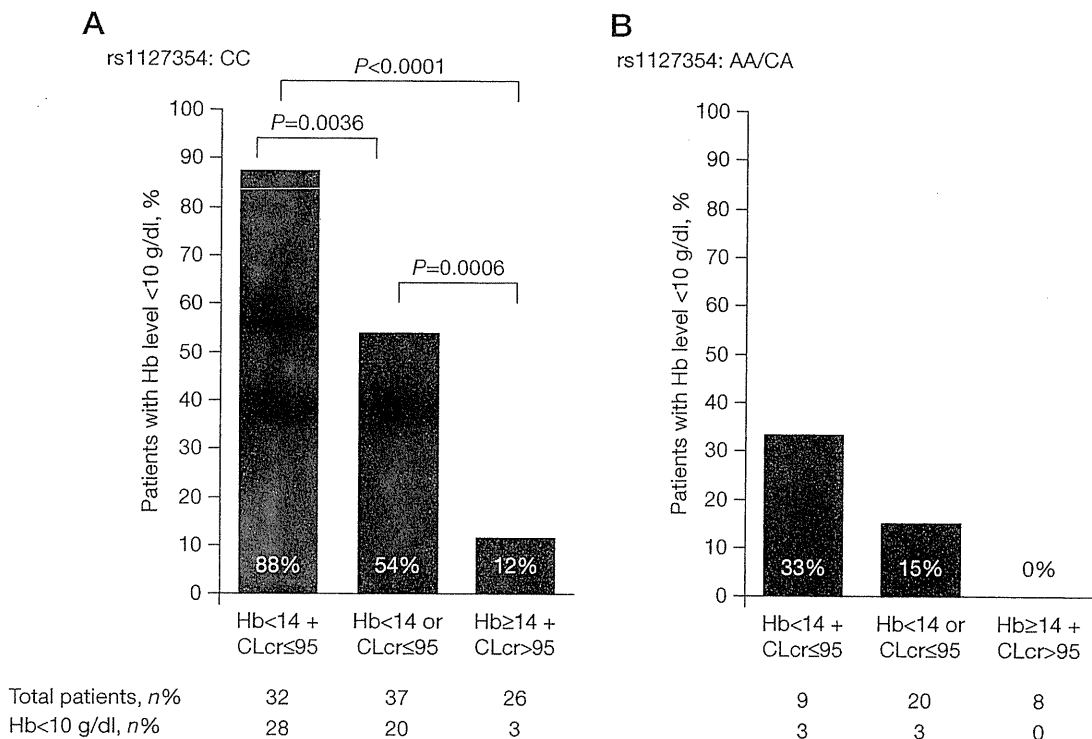 A
rs1127354: CC
P<0.0001
P=0.0036
P=0.0006
Patients with Hb level <10 g/dl, %
100
90
80
70
60
50
40
30
20
10
0
88%
54%
12%
Hb<14 +
CLcr≤95
Hb<14 or
CLcr≤95
Hb≥14 +
CLcr>95
Total patients, n% 32 37 26
Hb<10 g/dl, n% 28 20 3
B
rs1127354: AA/CA
Patients with Hb level <10 g/dl, %
100
90
80
70
60
50
40
30
20
10
0
33%
15%
0%
Hb<14 +
CLcr≤95
Hb<14 or
CLcr≤95
Hb≥14 +
CLcr>95
9 20 8
3 3 0